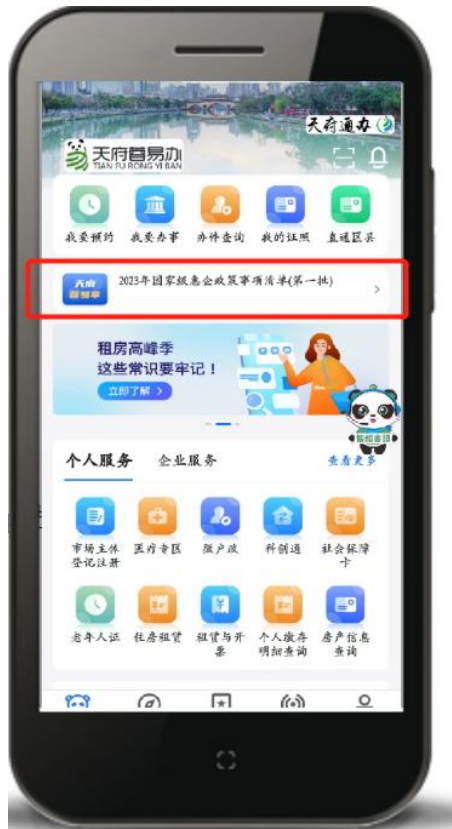 天府通办
天府蓉易办
TIAN FU RONG YI BAN
我要预约
我要办事
办件查询
我的证照
直通区县
天府
蓉易享
2023年国家级惠企政策事项清单(第一批)
租房高峰季
这些常识要牢记！
立即了解 >
智能客服
个人服务
企业服务
查看更多
市场主体
登记注册
医疗专区
微户政
科创通
社会保障
卡
老年人证
住房租赁
租赁与开
票
个人缴存
明细查询
房产信息
查询